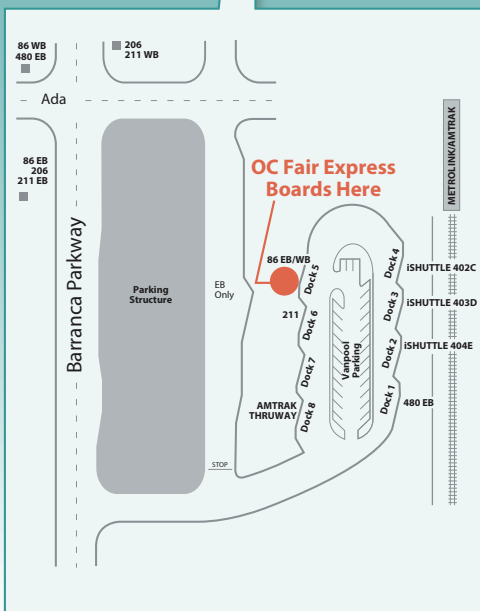 86 WB
480 EB
206
211 WB
Ada
86 EB
206
211 EB
Barranca Parkway
Parking
Structure
EB
Only
STOP
OC Fair Express
Boards Here
86 EB/WB
Dock 5
211
Dock 6
Dock 7
AMTRAK
THRUWAY
Dock 8
Vanpool
Parking
Dock 4
iSHUTTLE 402C
Dock 3
iSHUTTLE 403D
Dock 2
iSHUTTLE 404E
Dock 1
480 EB
METROLINK/AMTRAK